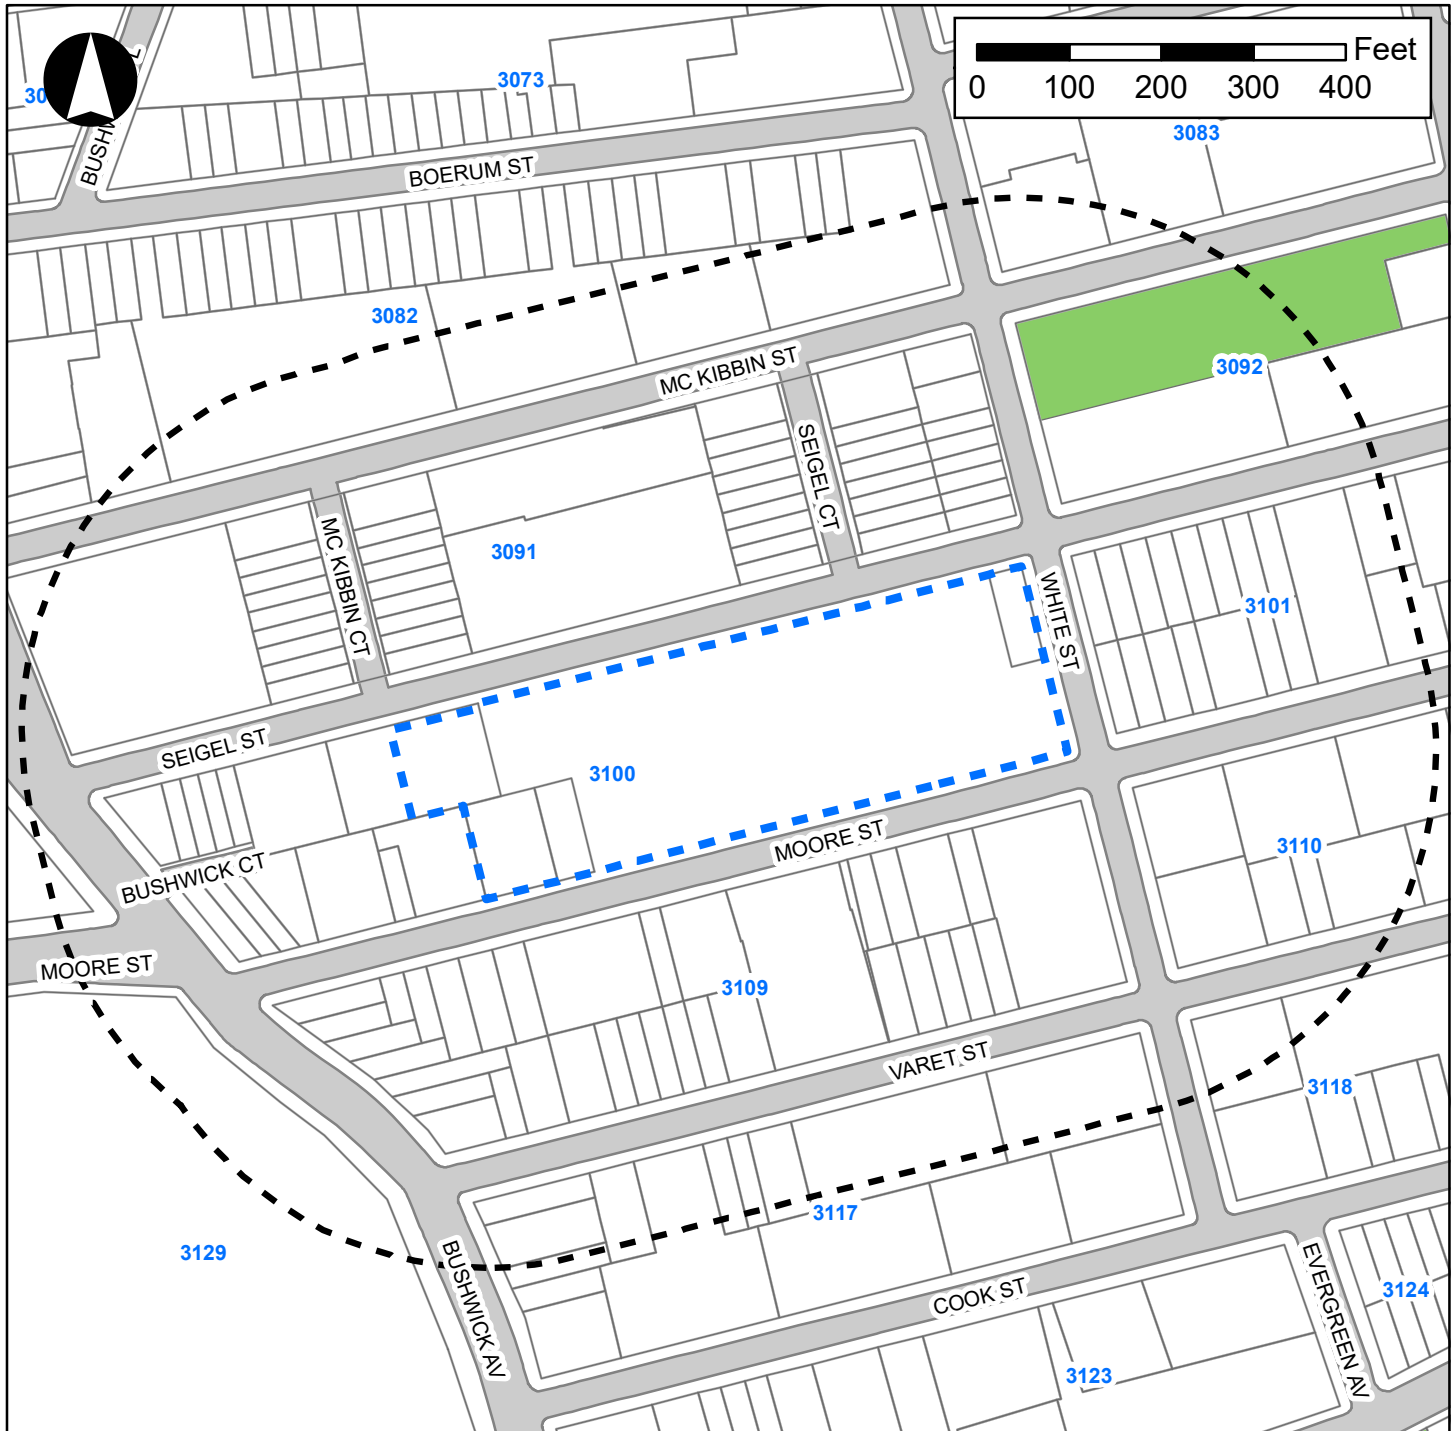 Feet
0 100 200 300 400
3073
3083
BOERUM ST
3082
MC KIBBIN ST
3092
SEIGEL CT
MC KIBBIN CT
3091
WHITE ST
3101
SEIGEL ST
3100
MOORE ST
3110
BUSHWICK CT
MOORE ST
3109
VARET ST
3118
3117
3129
BUSHWICK AV
COOK ST
EVERGREEN AV
3124
3123